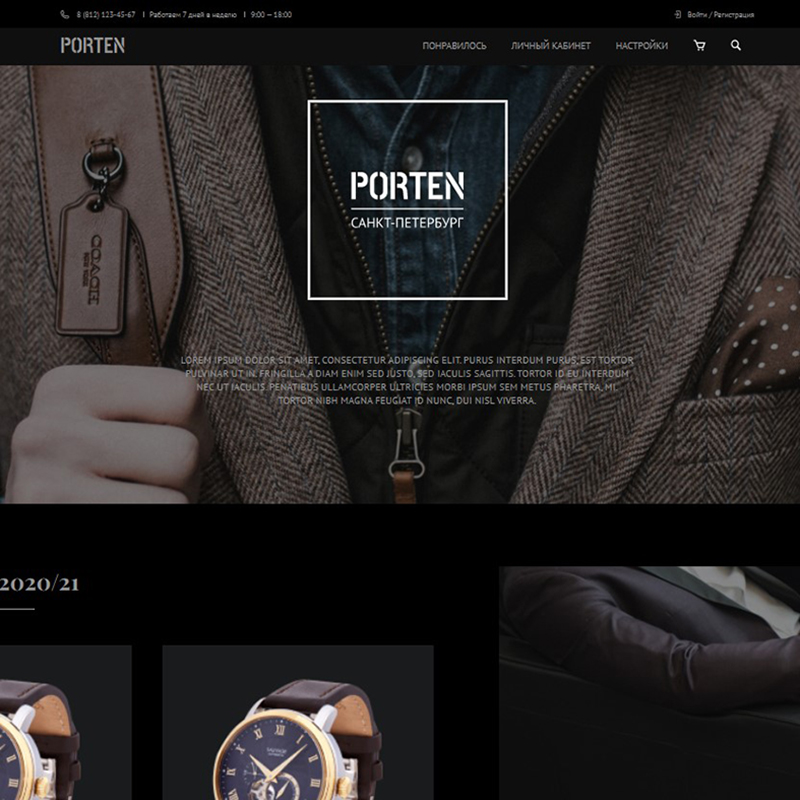 8 (812) 123-45-67 | Работаем 7 дней в неделю | 9:00 — 18:00
Войти / Регистрация
PORTEN
ПОНРАВИЛОСЬ
ЛИЧНЫЙ КАБИНЕТ
НАСТРОЙКИ
PORTEN
САНКТ-ПЕТЕРБУРГ
COACH
LOREM IPSUM DOLOR SIT AMET, CONSECTETUR ADIPISCING ELIT. PURUS INTERDUM PURUS, EST TORTOR
PULVINAR UT IN. FRINGILLA A DIAM ENIM SED JUSTO, SED IACULIS SAGITTIS. TORTOR ID EU INTERDUM
NEC UT IACULIS. PENATIBUS ULLAMCORPER ULTRICIES MORBI IPSUM SEM METUS PHARETRA, MI.
TORTOR NIBH MAGNA FEUGIAT ID NUNC, DUI NISL VIVERRA.
2020/21